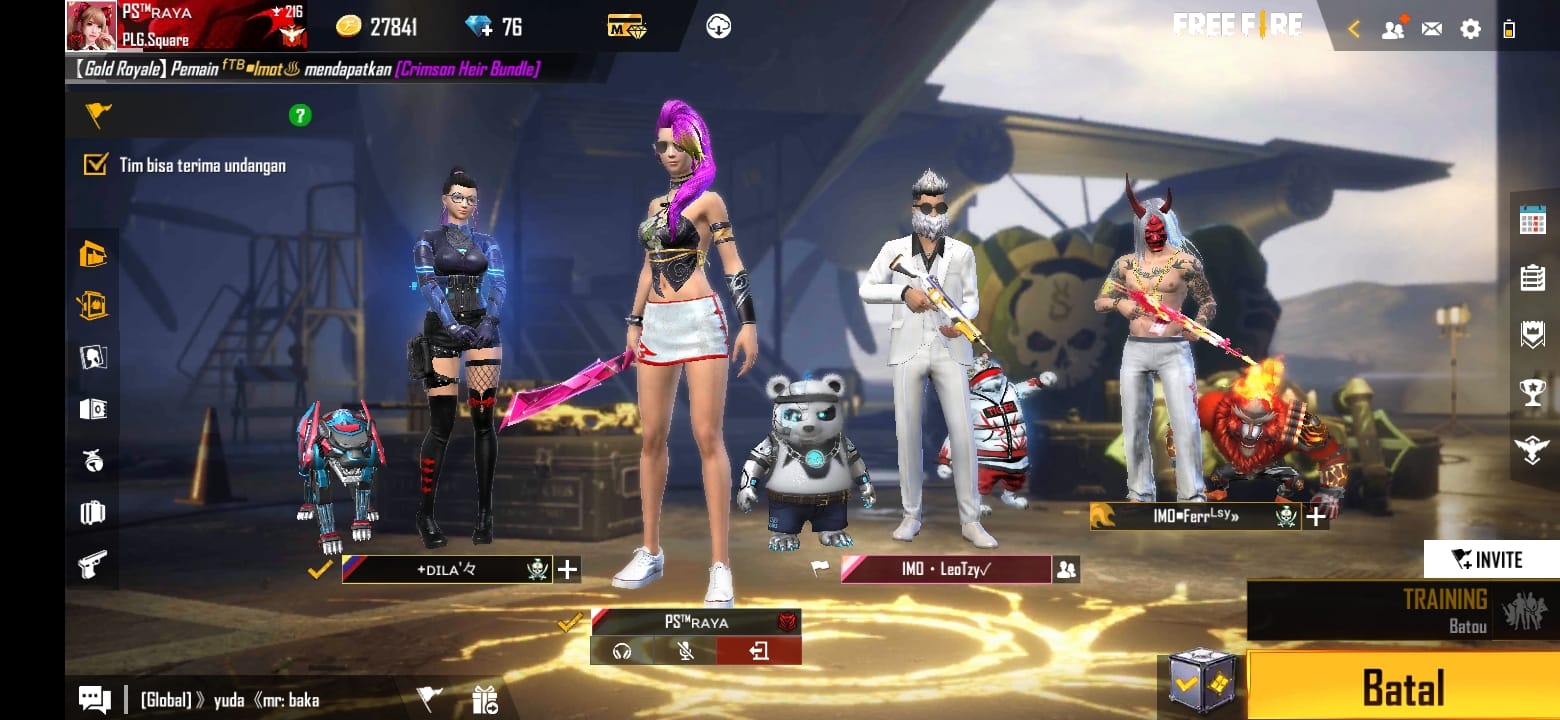 PS™RAYA
216
PLG.Square
27841
76
M
FREE FIRE
【Gold Royale】 Pemain ᶠᵀᴮ▪Imot♨ mendapatkan [Crimson Heir Bundle]
?
Tim bisa terima undangan
TIGER
IMO▪Ferrᴸˢʸ»
+DILA'々
IMO・LeoTzy✓
INVITE
TRAINING
Batou
PS™RAYA
[Global] 》 yuda 《mr: baka
Batal